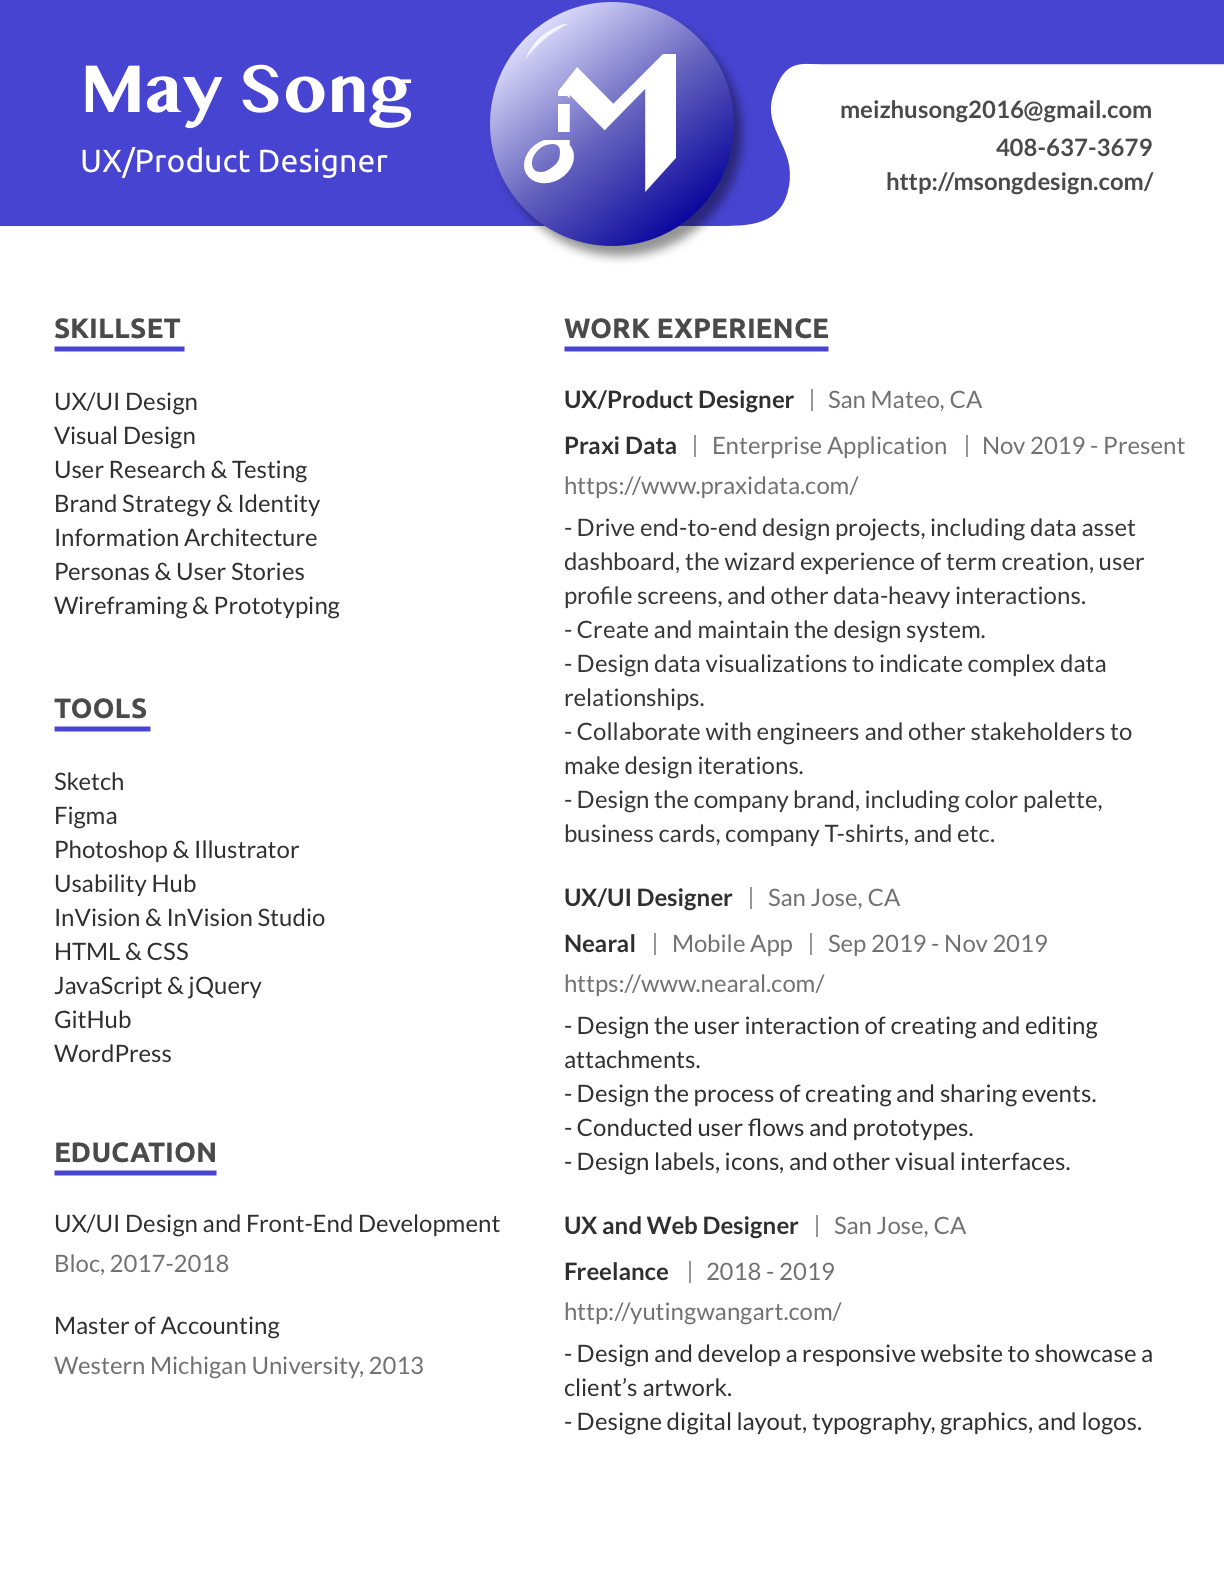 May Song
UX/Product Designer
M
meizhusong2016@gmail.com
408-637-3679
http://msongdesign.com/
SKILLSET
UX/UI Design
Visual Design
User Research & Testing
Brand Strategy & Identity
Information Architecture
Personas & User Stories
Wireframing & Prototyping
TOOLS
Sketch
Figma
Photoshop & Illustrator
Usability Hub
InVision & InVision Studio
HTML & CSS
JavaScript & jQuery
GitHub
WordPress
EDUCATION
UX/UI Design and Front-End Development
Bloc, 2017-2018
Master of Accounting
Western Michigan University, 2013
WORK EXPERIENCE
UX/Product Designer | San Mateo, CA
Praxi Data | Enterprise Application | Nov 2019 - Present
https://www.praxidata.com/
- Drive end-to-end design projects, including data asset
dashboard, the wizard experience of term creation, user
profile screens, and other data-heavy interactions.
- Create and maintain the design system.
- Design data visualizations to indicate complex data
relationships.
- Collaborate with engineers and other stakeholders to
make design iterations.
- Design the company brand, including color palette,
business cards, company T-shirts, and etc.
UX/UI Designer | San Jose, CA
Nearal | Mobile App | Sep 2019 - Nov 2019
https://www.nearal.com/
- Design the user interaction of creating and editing
attachments.
- Design the process of creating and sharing events.
- Conducted user flows and prototypes.
- Design labels, icons, and other visual interfaces.
UX and Web Designer | San Jose, CA
Freelance | 2018 - 2019
http://yutingwangart.com/
- Design and develop a responsive website to showcase a
client’s artwork.
- Designe digital layout, typography, graphics, and logos.